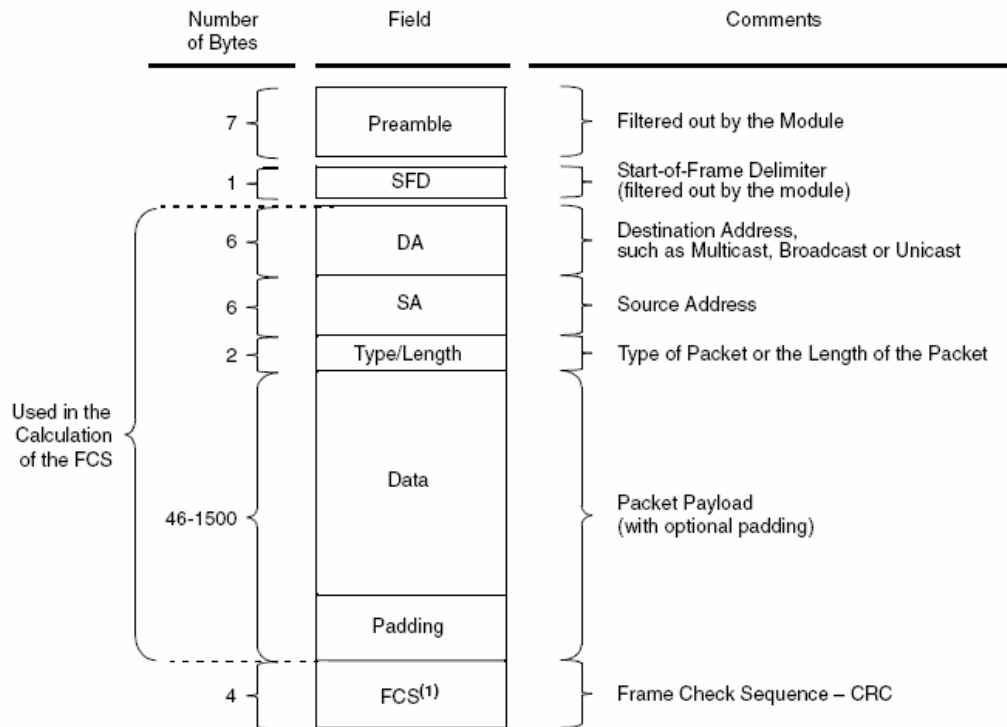 Number
of Bytes
Field
Comments
7
Preamble
Filtered out by the Module
1
SFD
Start-of-Frame Delimiter
(filtered out by the module)
6
DA
Destination Address,
such as Multicast, Broadcast or Unicast
6
SA
Source Address
2
Type/Length
Type of Packet or the Length of the Packet
Used in the
Calculation
of the FCS
46-1500
Data
Packet Payload
(with optional padding)
Padding
4
FCS(1)
Frame Check Sequence – CRC